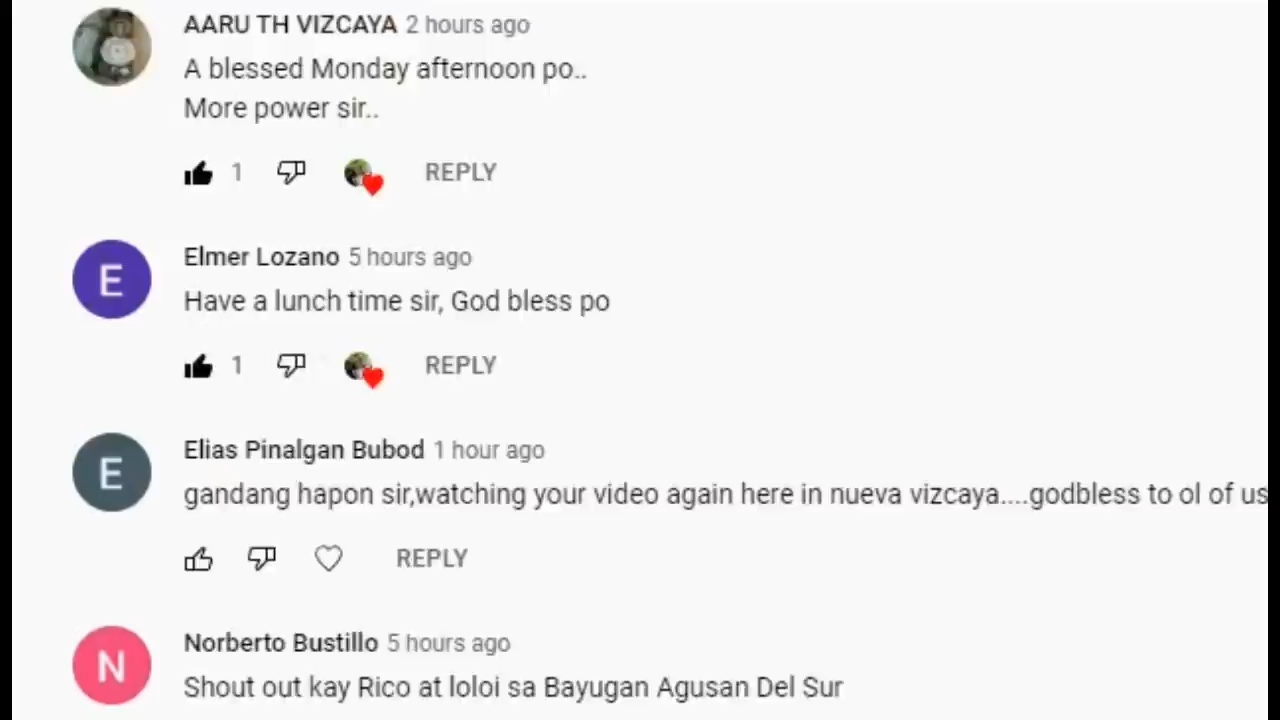 AARU TH VIZCAYA 2 hours ago
A blessed Monday afternoon po..
More power sir..
1 REPLY
E
Elmer Lozano 5 hours ago
Have a lunch time sir, God bless po
1 REPLY
E
Elias Pinalgan Bubod 1 hour ago
gandang hapon sir,watching your video again here in nueva vizcaya....godbless to ol of us
REPLY
N
Norberto Bustillo 5 hours ago
Shout out kay Rico at loloi sa Bayugan Agusan Del Sur